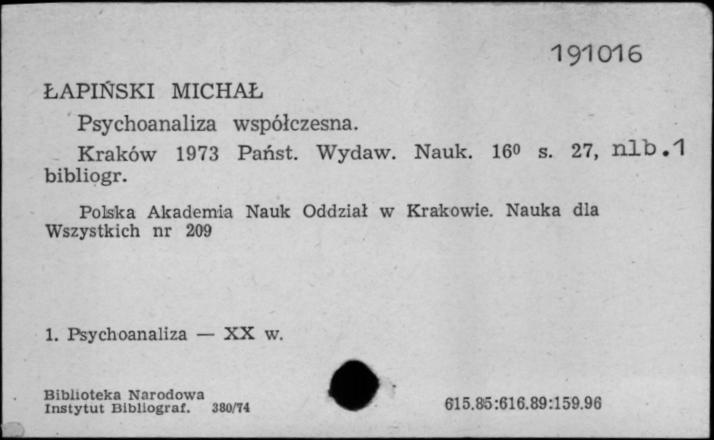 191016
ŁAPIŃSKI MICHAŁ
Psychoanaliza współczesna.
Kraków 1973 Państ. Wydaw. Nauk. 16⁰ s. 27, nlb.1
bibliogr.
Polska Akademia Nauk Oddział w Krakowie. Nauka dla
Wszystkich nr 209
1. Psychoanaliza — XX w.
Biblioteka Narodowa
Instytut Bibliograf. 380/74
615.85:616.89:159.96